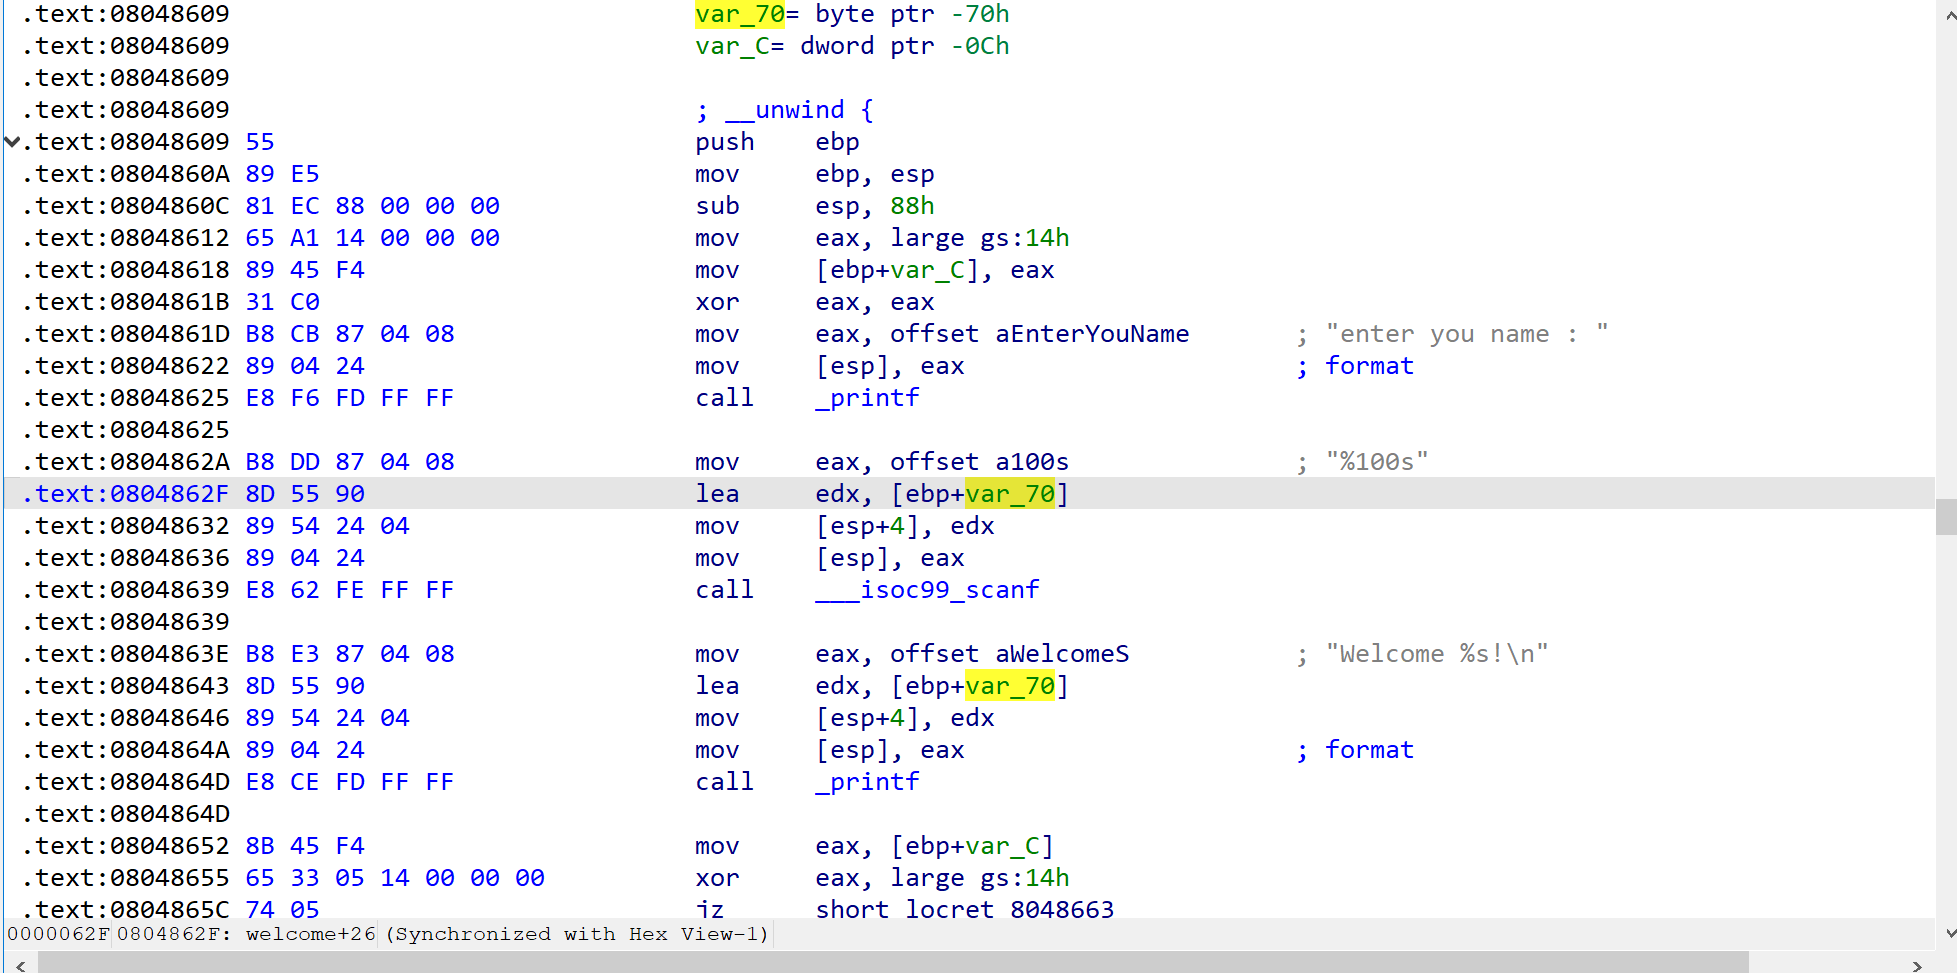 .text:08048609 var_70= byte ptr -70h
.text:08048609 var_C= dword ptr -0Ch
.text:08048609
.text:08048609 ; __unwind {
.text:08048609 55 push ebp
.text:0804860A 89 E5 mov ebp, esp
.text:0804860C 81 EC 88 00 00 00 sub esp, 88h
.text:08048612 65 A1 14 00 00 00 mov eax, large gs:14h
.text:08048618 89 45 F4 mov [ebp+var_C], eax
.text:0804861B 31 C0 xor eax, eax
.text:0804861D B8 CB 87 04 08 mov eax, offset aEnterYouName ; "enter you name : "
.text:08048622 89 04 24 mov [esp], eax ; format
.text:08048625 E8 F6 FD FF FF call _printf
.text:08048625
.text:0804862A B8 DD 87 04 08 mov eax, offset a100s ; "%100s"
.text:0804862F 8D 55 90 lea edx, [ebp+var_70]
.text:08048632 89 54 24 04 mov [esp+4], edx
.text:08048636 89 04 24 mov [esp], eax
.text:08048639 E8 62 FE FF FF call ___isoc99_scanf
.text:08048639
.text:0804863E B8 E3 87 04 08 mov eax, offset aWelcomeS ; "Welcome %s!\n"
.text:08048643 8D 55 90 lea edx, [ebp+var_70]
.text:08048646 89 54 24 04 mov [esp+4], edx
.text:0804864A 89 04 24 mov [esp], eax ; format
.text:0804864D E8 CE FD FF FF call _printf
.text:0804864D
.text:08048652 8B 45 F4 mov eax, [ebp+var_C]
.text:08048655 65 33 05 14 00 00 00 xor eax, large gs:14h
.text:0804865C 74 05 jz short locret_8048663
0000062F 0804862F: welcome+26 (Synchronized with Hex View-1)